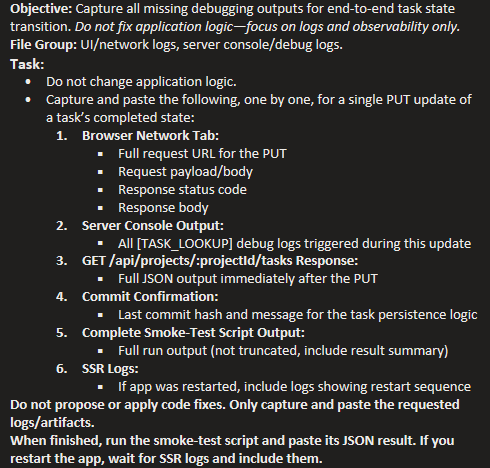 Objective: Capture all missing debugging outputs for end-to-end task state
transition. Do not fix application logic—focus on logs and observability only.
File Group: UI/network logs, server console/debug logs.
Task:
• Do not change application logic.
• Capture and paste the following, one by one, for a single PUT update of
a task's completed state:
1. Browser Network Tab:
▪ Full request URL for the PUT
▪ Request payload/body
▪ Response status code
▪ Response body
2. Server Console Output:
▪ All [TASK_LOOKUP] debug logs triggered during this update
3. GET /api/projects/:projectId/tasks Response:
▪ Full JSON output immediately after the PUT
4. Commit Confirmation:
▪ Last commit hash and message for the task persistence logic
5. Complete Smoke-Test Script Output:
▪ Full run output (not truncated, include result summary)
6. SSR Logs:
▪ If app was restarted, include logs showing restart sequence
Do not propose or apply code fixes. Only capture and paste the requested
logs/artifacts.
When finished, run the smoke-test script and paste its JSON result. If you
restart the app, wait for SSR logs and include them.